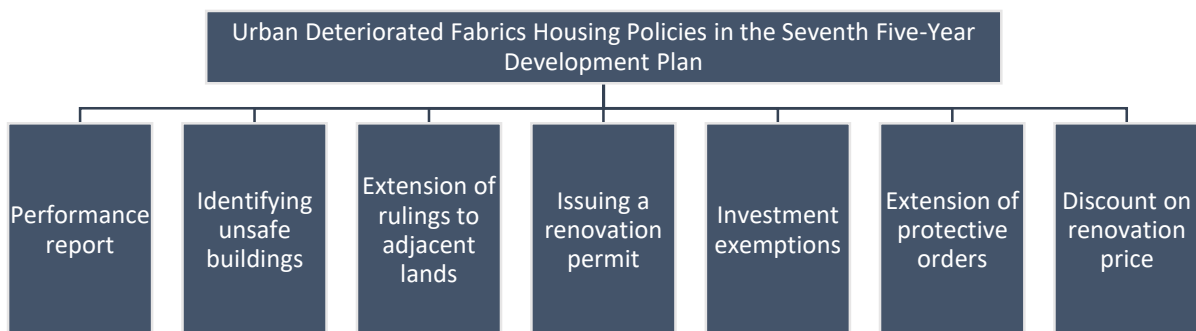 Urban Deteriorated Fabrics Housing Policies in the Seventh Five-Year
Development Plan
Performance
report
Identifying
unsafe
buildings
Extension of
rulings to
adjacent
lands
Issuing a
renovation
permit
Investment
exemptions
Extension of
protective
orders
Discount on
renovation
price